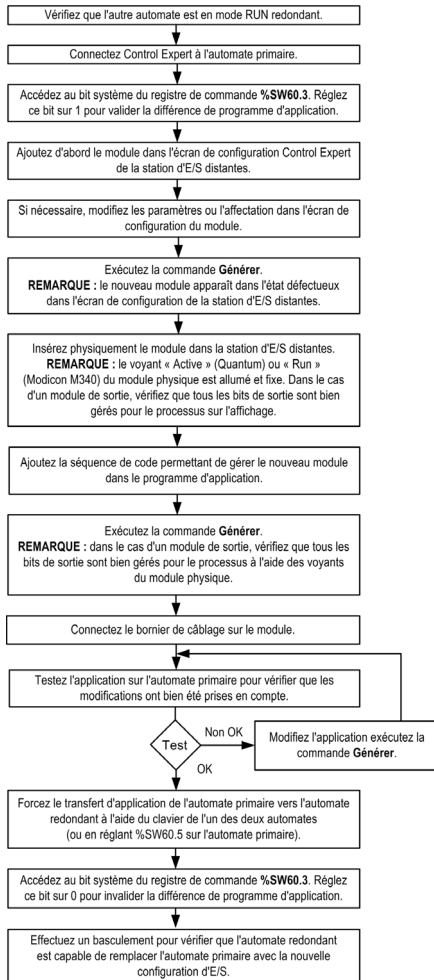 Vérifiez que l'autre automate est en mode RUN redondant.
Connectez Control Expert à l'automate primaire.
Accédez au bit système du registre de commande %SW60.3. Réglez
ce bit sur 1 pour valider la différence de programme d'application.
Ajoutez d'abord le module dans l'écran de configuration Control Expert
de la station d'E/S distantes.
Si nécessaire, modifiez les paramètres ou l'affectation dans l'écran de
configuration du module.
Exécutez la commande Générer.
REMARQUE : le nouveau module apparaît dans l'état défectueux
dans l'écran de configuration de la station d'E/S distantes.
Insérez physiquement le module dans la station d'E/S distantes.
REMARQUE : le voyant « Active » (Quantum) ou « Run »
(Modicon M340) du module physique est allumé et fixe. Dans le cas
d'un module de sortie, vérifiez que tous les bits de sortie sont bien
gérés pour le processus sur l'affichage.
Ajoutez la séquence de code permettant de gérer le nouveau module
dans le programme d'application.
Exécutez la commande Générer.
REMARQUE : dans le cas d'un module de sortie, vérifiez que tous les
bits de sortie sont bien gérés pour le processus à l'aide des voyants
du module physique.
Connectez le bornier de câblage sur le module.
Testez l'application sur l'automate primaire pour vérifier que les
modifications ont bien été prises en compte.
Test
Non OK
Modifiez l'application exécutez la
commande Générer.
OK
Forcez le transfert d'application de l'automate primaire vers l'automate
redondant à l'aide du clavier de l'un des deux automates
(ou en réglant %SW60.5 sur l'automate primaire).
Accédez au bit système du registre de commande %SW60.3. Réglez
ce bit sur 0 pour invalider la différence de programme d'application.
Effectuez un basculement pour vérifier que l'automate redondant
est capable de remplacer l'automate primaire avec la nouvelle
configuration d'E/S.